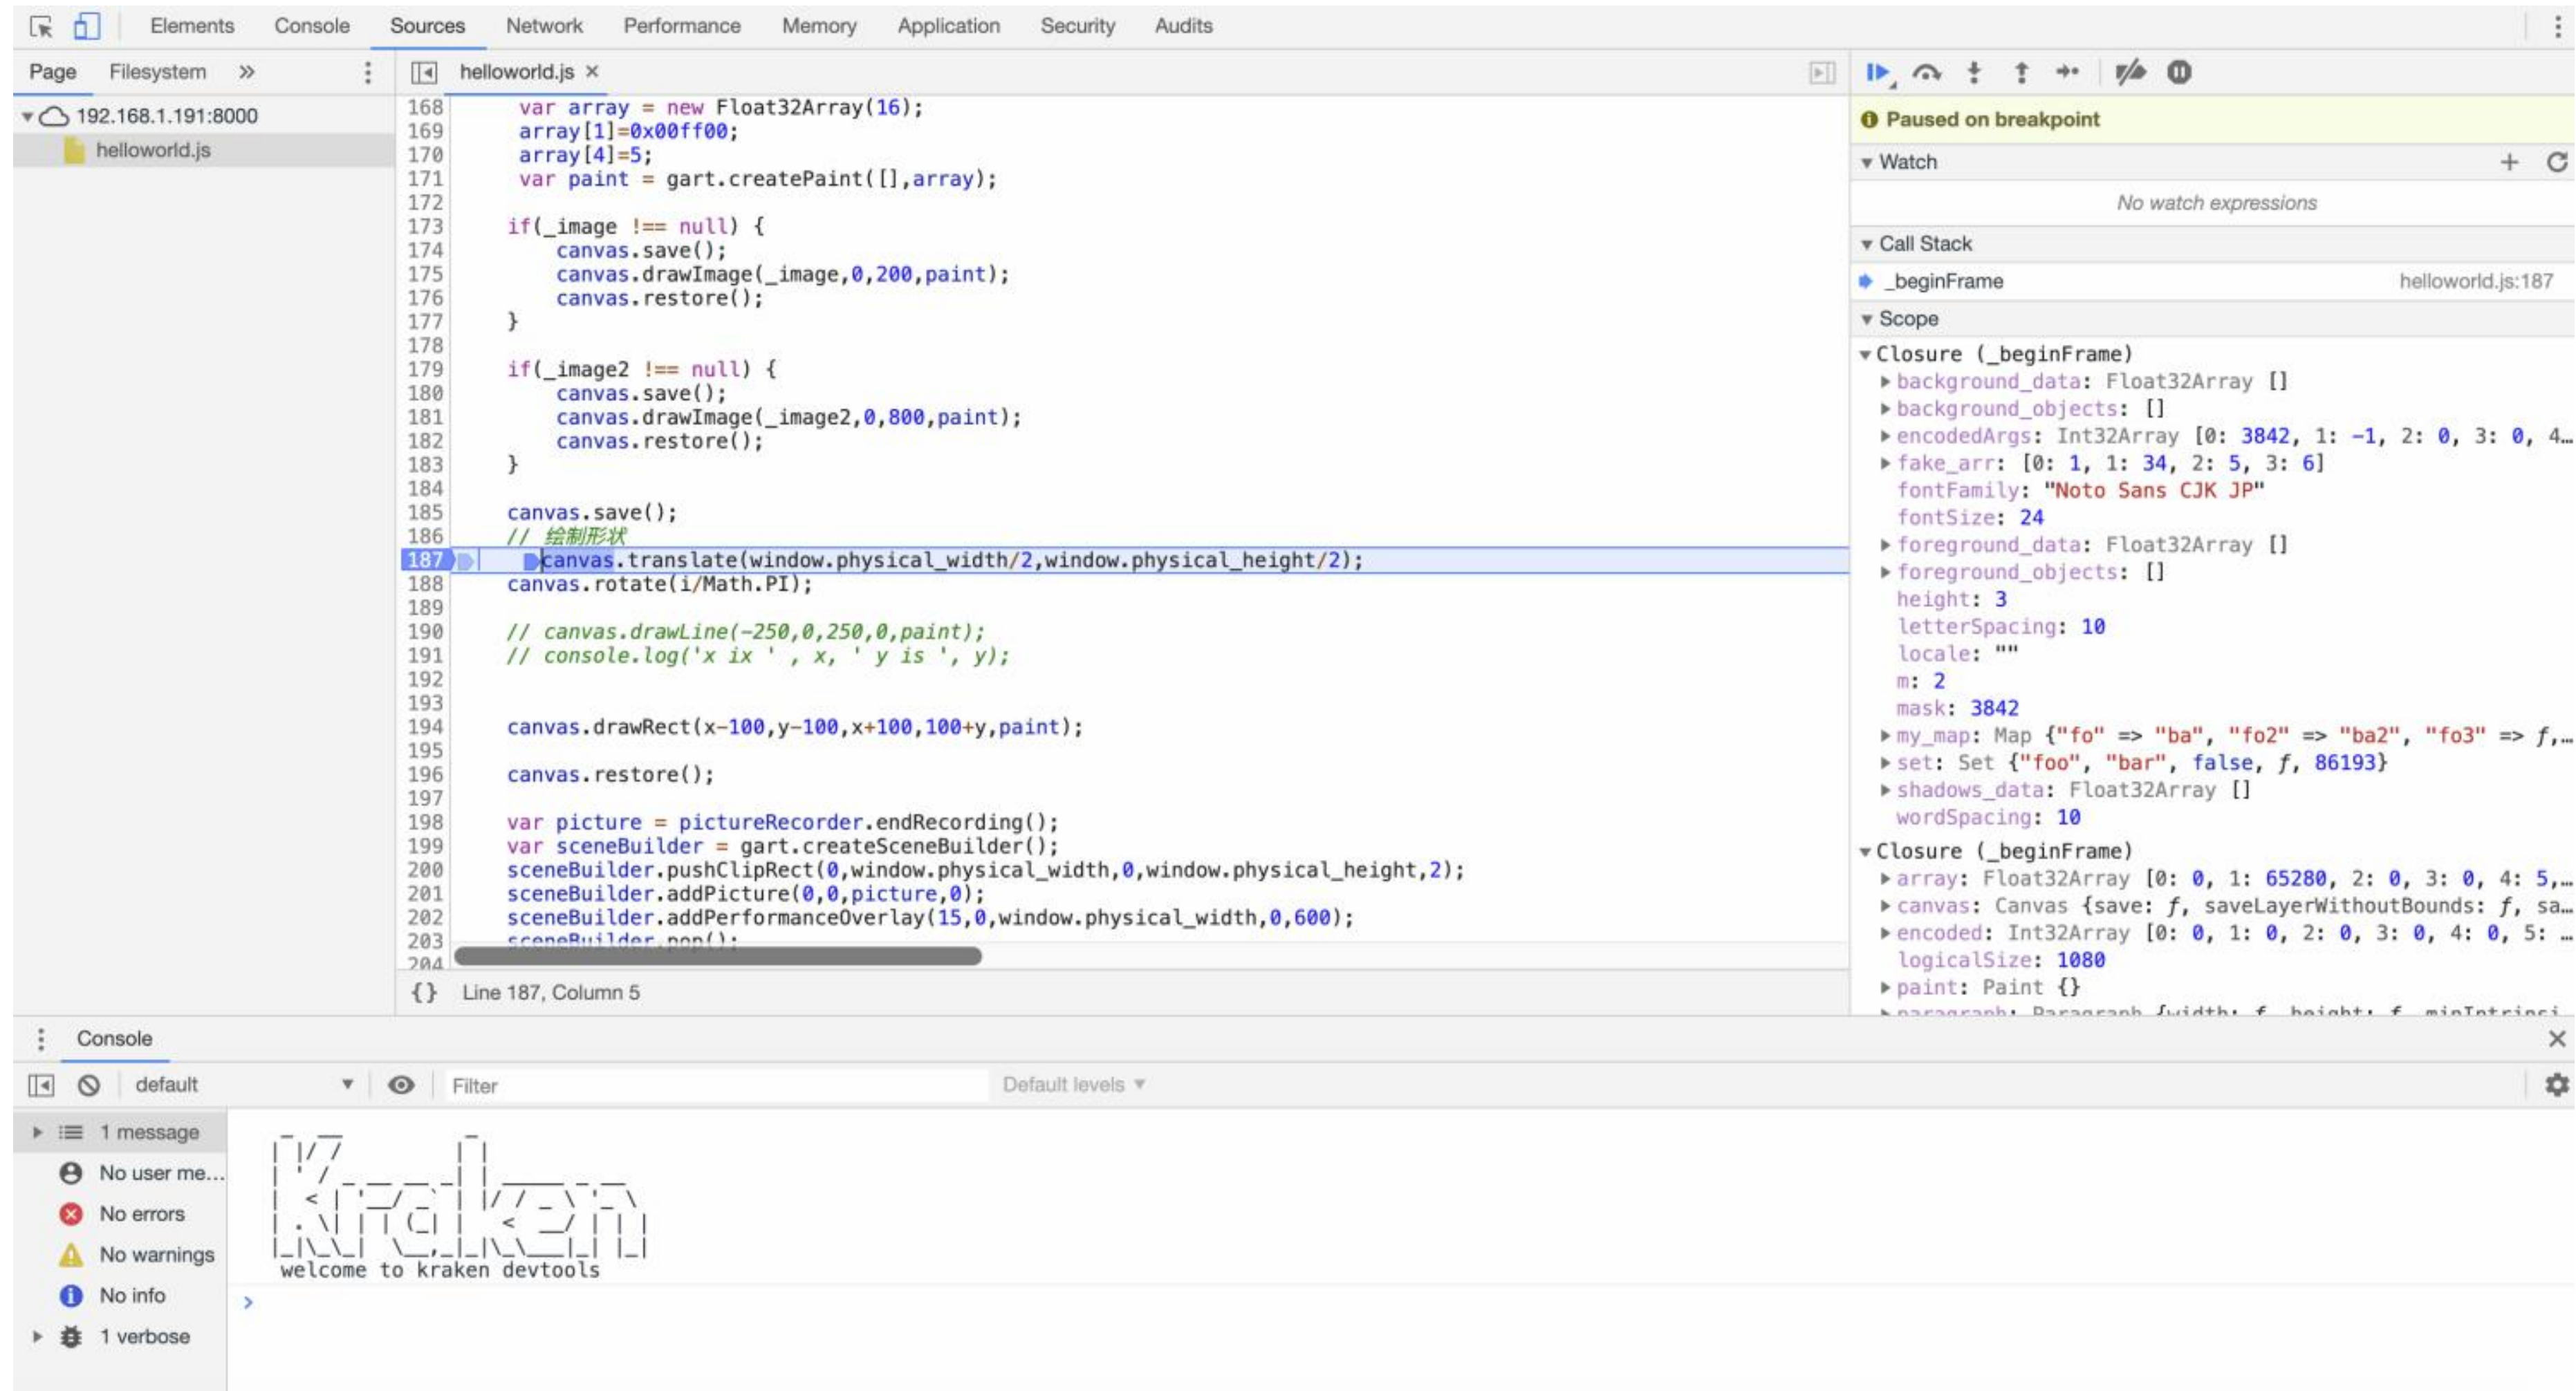 Elements Console Sources Network Performance Memory Application Security Audits
Page Filesystem »
192.168.1.191:8000
helloworld.js
helloworld.js ×
168 var array = new Float32Array(16);
169 array[1]=0x00ff00;
170 array[4]=5;
171 var paint = gart.createPaint([],array);
172
173 if(_image !== null) {
174 canvas.save();
175 canvas.drawImage(_image,0,200,paint);
176 canvas.restore();
177 }
178
179 if(_image2 !== null) {
180 canvas.save();
181 canvas.drawImage(_image2,0,800,paint);
182 canvas.restore();
183 }
184
185 canvas.save();
186 // 绘制形状
187 canvas.translate(window.physical_width/2,window.physical_height/2);
188 canvas.rotate(i/Math.PI);
189
190 // canvas.drawLine(-250,0,250,0,paint);
191 // console.log('x ix ' , x, ' y is ', y);
192
193
194 canvas.drawRect(x-100,y-100,x+100,100+y,paint);
195
196 canvas.restore();
197
198 var picture = pictureRecorder.endRecording();
199 var sceneBuilder = gart.createSceneBuilder();
200 sceneBuilder.pushClipRect(0,window.physical_width,0,window.physical_height,2);
201 sceneBuilder.addPicture(0,0,picture,0);
202 sceneBuilder.addPerformanceOverlay(15,0,window.physical_width,0,600);
203 sceneBuilder.pop();
204
{} Line 187, Column 5
Paused on breakpoint
Watch
No watch expressions
Call Stack
_beginFrame helloworld.js:187
Scope
Closure (_beginFrame)
background_data: Float32Array []
background_objects: []
encodedArgs: Int32Array [0: 3842, 1: -1, 2: 0, 3: 0, 4…
fake_arr: [0: 1, 1: 34, 2: 5, 3: 6]
fontFamily: "Noto Sans CJK JP"
fontSize: 24
foreground_data: Float32Array []
foreground_objects: []
height: 3
letterSpacing: 10
locale: ""
m: 2
mask: 3842
my_map: Map {"fo" => "ba", "fo2" => "ba2", "fo3" => ƒ,…
set: Set {"foo", "bar", false, ƒ, 86193}
shadows_data: Float32Array []
wordSpacing: 10
Closure (_beginFrame)
array: Float32Array [0: 0, 1: 65280, 2: 0, 3: 0, 4: 5,…
canvas: Canvas {save: ƒ, saveLayerWithoutBounds: ƒ, sa…
encoded: Int32Array [0: 0, 1: 0, 2: 0, 3: 0, 4: 0, 5: …
logicalSize: 1080
paint: Paint {}
paragraph: Paragraph {width: ƒ, height: ƒ, minIntrinsi…
Console
default Filter Default levels
1 message
No user me…
No errors
No warnings
No info
1 verbose
Kraken
welcome to kraken devtools
>